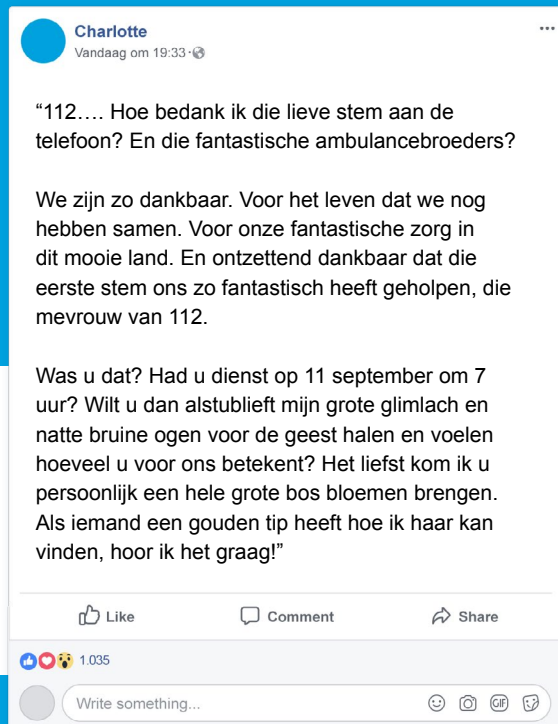 Charlotte
Vandaag om 19:33 ·
“112…. Hoe bedank ik die lieve stem aan de
telefoon? En die fantastische ambulancebroeders?
We zijn zo dankbaar. Voor het leven dat we nog
hebben samen. Voor onze fantastische zorg in
dit mooie land. En ontzettend dankbaar dat die
eerste stem ons zo fantastisch heeft geholpen, die
mevrouw van 112.
Was u dat? Had u dienst op 11 september om 7
uur? Wilt u dan alstublieft mijn grote glimlach en
natte bruine ogen voor de geest halen en voelen
hoeveel u voor ons betekent? Het liefst kom ik u
persoonlijk een hele grote bos bloemen brengen.
Als iemand een gouden tip heeft hoe ik haar kan
vinden, hoor ik het graag!”
Like Comment Share
1.035
Write something... GIF